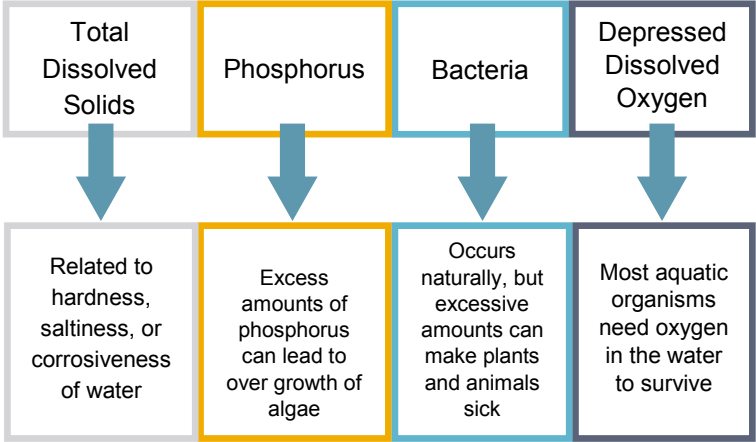 Total
Dissolved
Solids
Phosphorus
Bacteria
Depressed
Dissolved
Oxygen
Related to
hardness,
saltiness, or
corrosiveness
of water
Excess
amounts of
phosphorus
can lead to
over growth of
algae
Occurs
naturally, but
excessive
amounts can
make plants
and animals
sick
Most aquatic
organisms
need oxygen
in the water
to survive